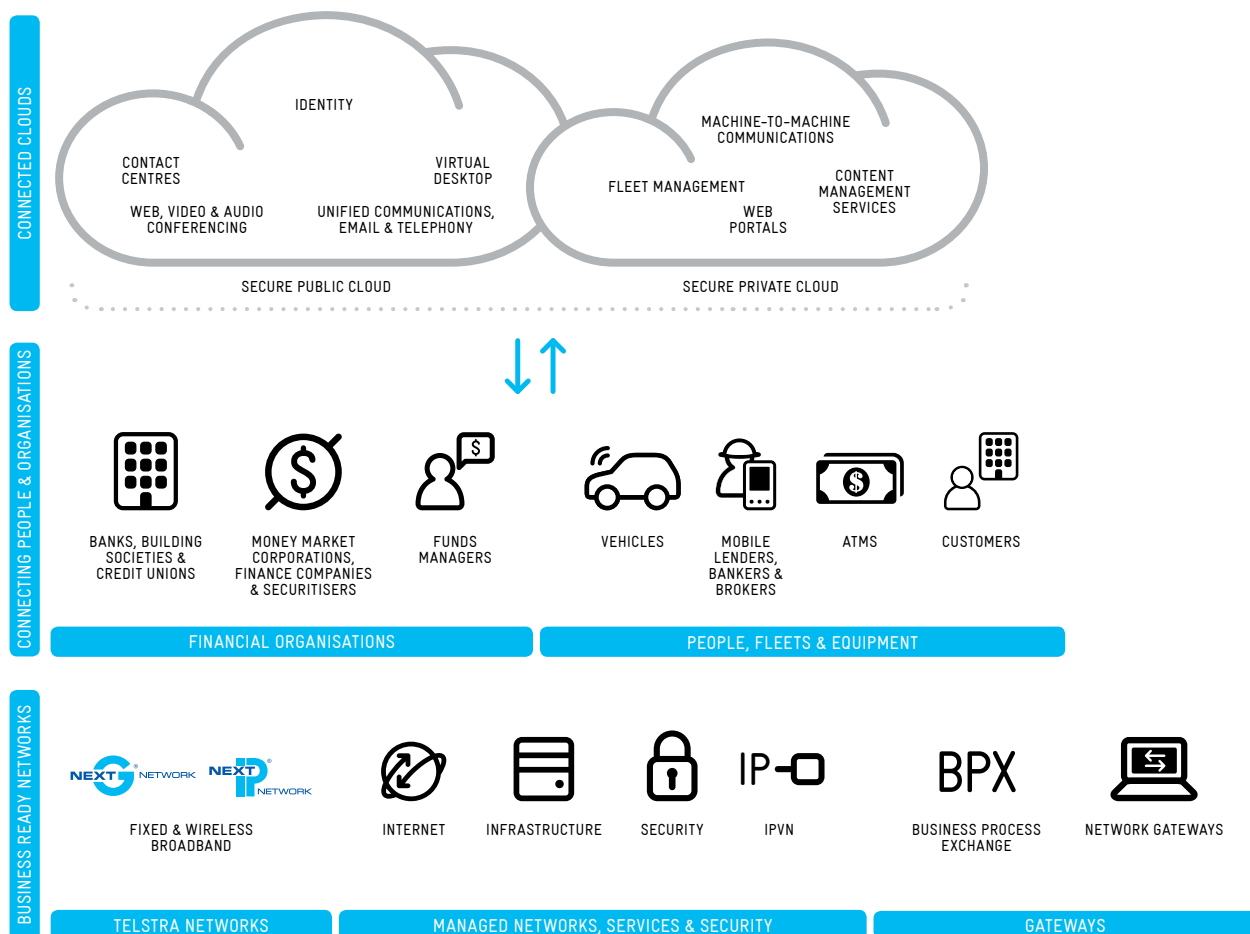 CONNECTED CLOUDS
IDENTITY
MACHINE-TO-MACHINE
COMMUNICATIONS
CONTACT
CENTRES
VIRTUAL
DESKTOP
FLEET MANAGEMENT
CONTENT
MANAGEMENT
SERVICES
WEB, VIDEO & AUDIO
CONFERENCING
UNIFIED COMMUNICATIONS,
EMAIL & TELEPHONY
WEB
PORTALS
SECURE PUBLIC CLOUD
SECURE PRIVATE CLOUD
CONNECTING PEOPLE & ORGANISATIONS
$
$
$
BANKS, BUILDING
SOCIETIES &
CREDIT UNIONS
MONEY MARKET
CORPORATIONS,
FINANCE COMPANIES
& SECURITISERS
FUNDS
MANAGERS
VEHICLES
MOBILE
LENDERS,
BANKERS &
BROKERS
ATMS
CUSTOMERS
FINANCIAL ORGANISATIONS
PEOPLE, FLEETS & EQUIPMENT
BUSINESS READY NETWORKS
NEXT G® NETWORK
NEXT IP® NETWORK
IP
BPX
FIXED & WIRELESS
BROADBAND
INTERNET
INFRASTRUCTURE
SECURITY
IPVN
BUSINESS PROCESS
EXCHANGE
NETWORK GATEWAYS
TELSTRA NETWORKS
MANAGED NETWORKS, SERVICES & SECURITY
GATEWAYS